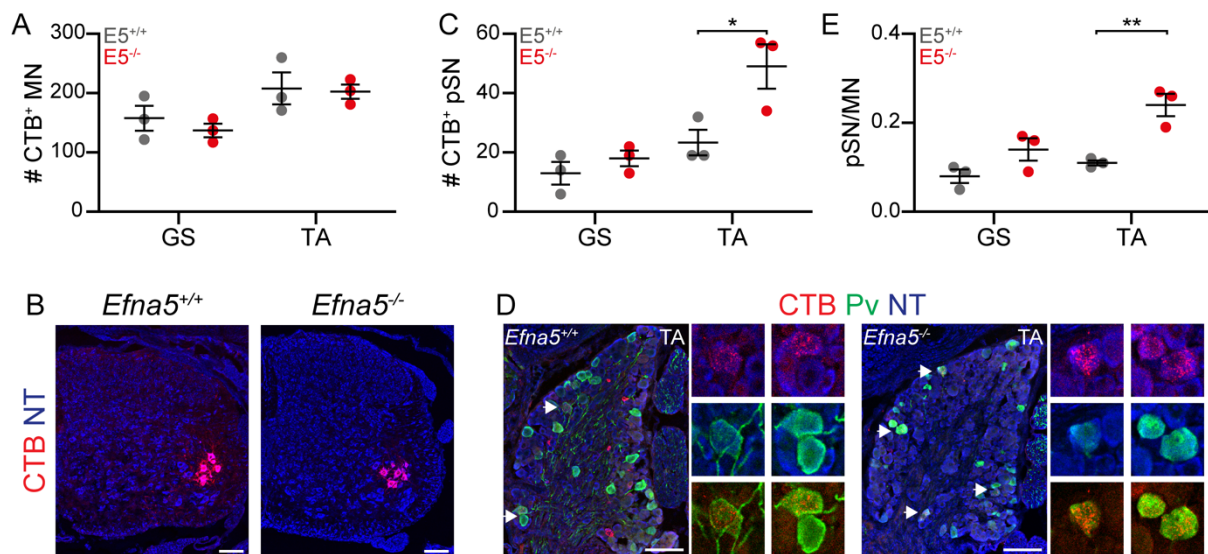 A
E5+/+
E5-/-
# CTB+ MN
300
200
100
0
GS
TA
C
E5+/+
E5-/-
*
# CTB+ pSN
60
40
20
0
GS
TA
E
E5+/+
E5-/-
**
pSN/MN
0.4
0.2
0.0
GS
TA
B
Efna5+/+
Efna5-/-
CTB NT
D
CTB Pv NT
Efna5+/+
TA
Efna5-/-
TA